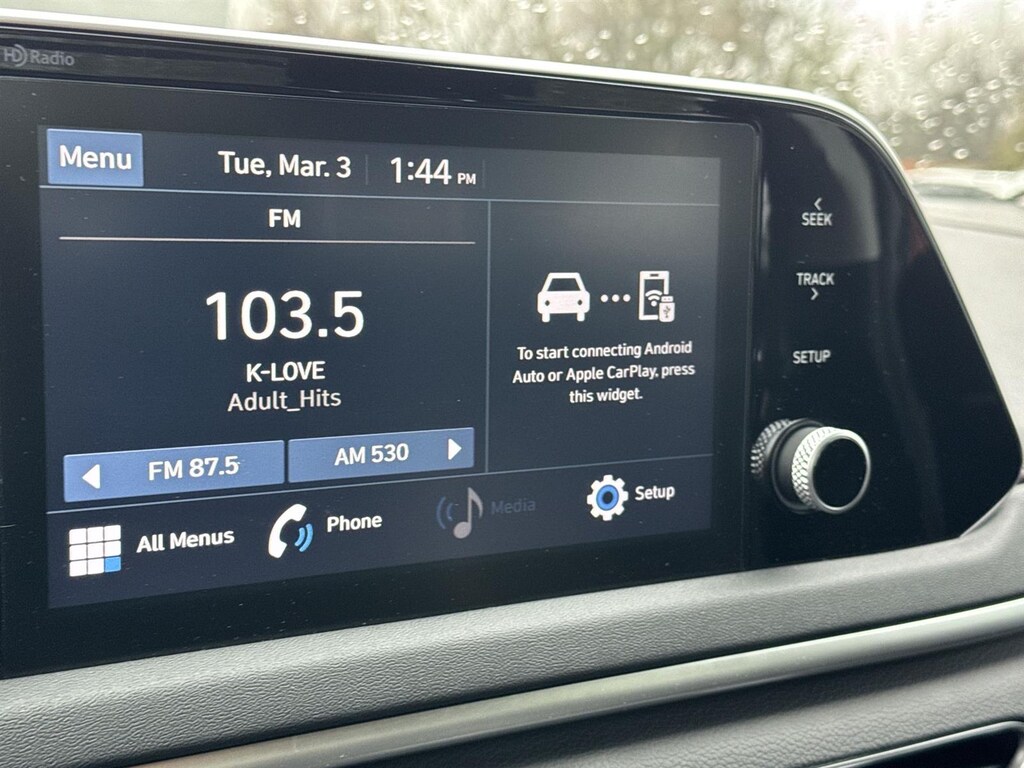 HD Radio
Menu
Tue, Mar. 3
1:44 PM
FM
103.5
K-LOVE
Adult_Hits
FM 87.5
AM 530
To start connecting Android
Auto or Apple CarPlay. press
this widget.
All Menus
Phone
Media
Setup
SEEK
TRACK
SETUP